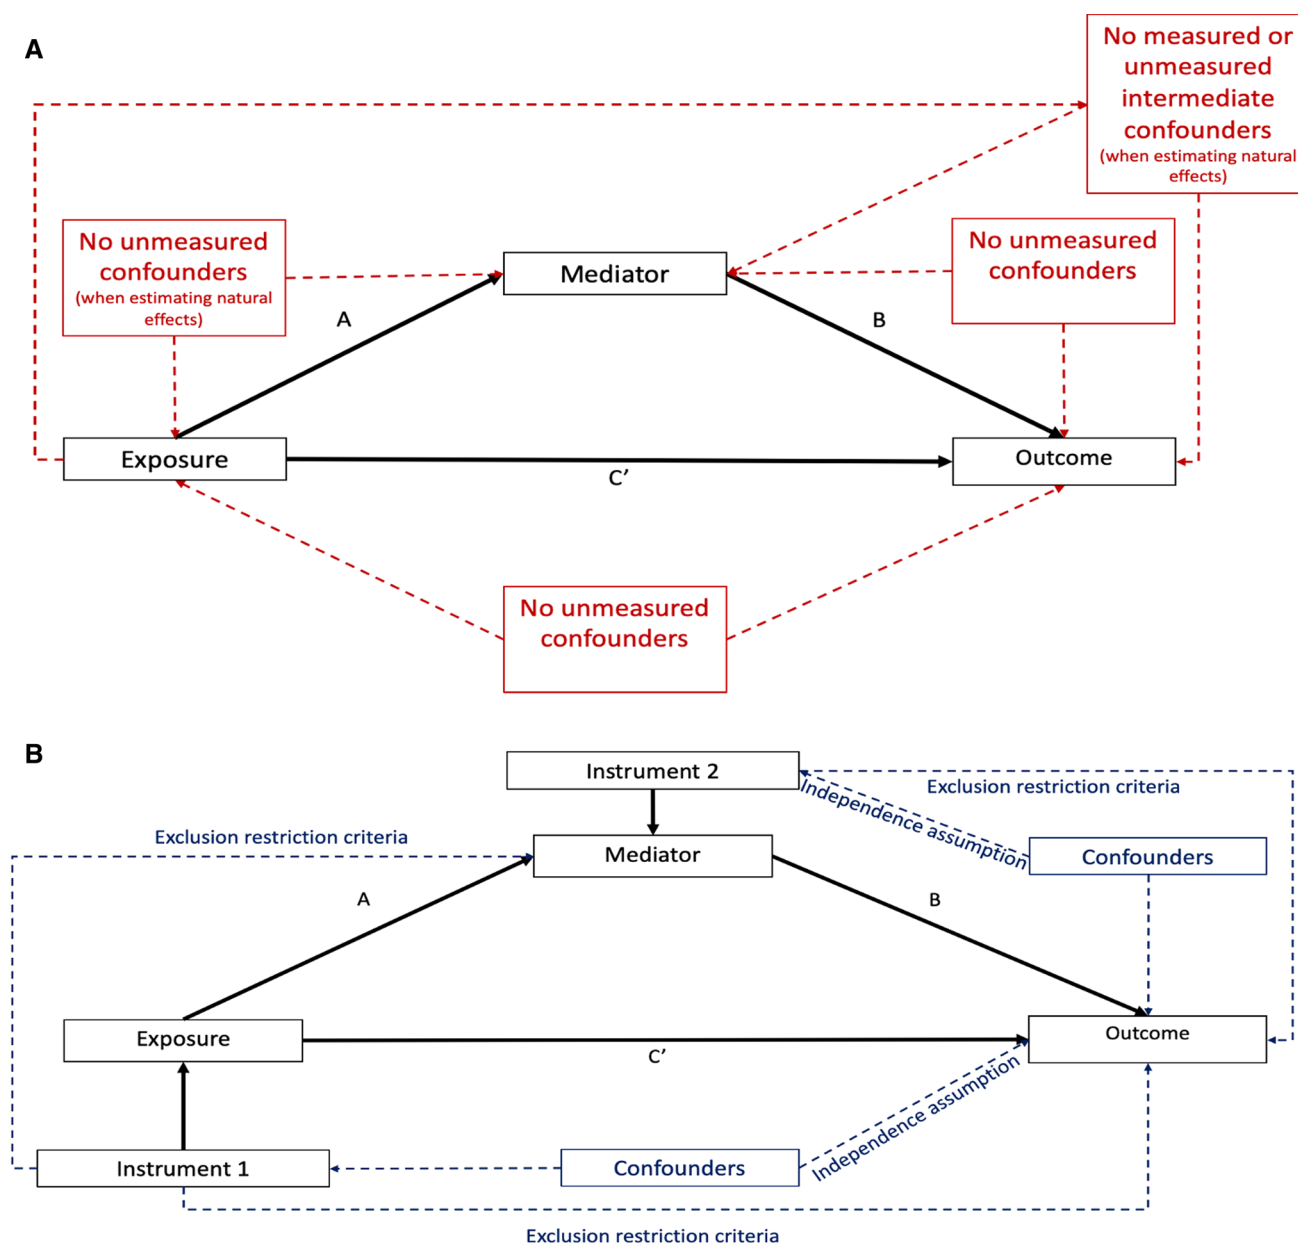 A
No measured or
unmeasured
intermediate
confounders
(when estimating natural
effects)
No unmeasured
confounders
(when estimating natural
effects)
Mediator
No unmeasured
confounders
A
B
Exposure
Outcome
C’
No unmeasured
confounders
B
Instrument 2
Exclusion restriction criteria
Independence assumption
Exclusion restriction criteria
Mediator
Confounders
A
B
Exposure
Outcome
C’
Independence assumption
Instrument 1
Confounders
Exclusion restriction criteria